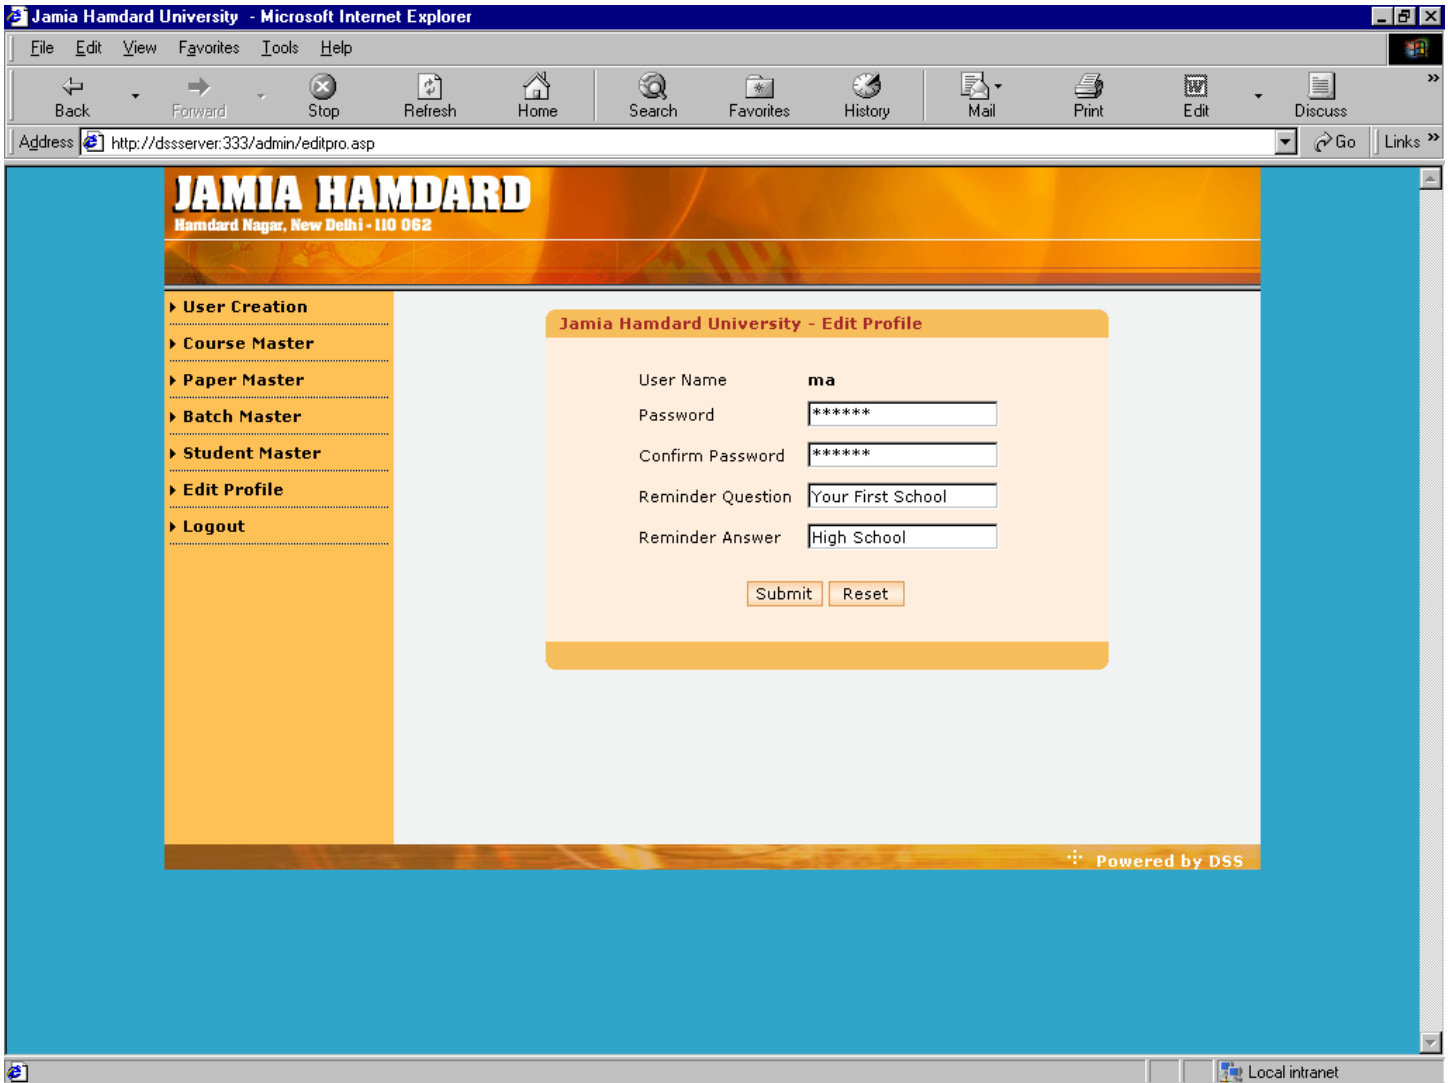 Jamia Hamdard University - Microsoft Internet Explorer
File Edit View Favorites Tools Help
Back Forward Stop Refresh Home Search Favorites History Mail Print Edit Discuss »
Address http://dssserver:333/admin/editpro.asp Go Links »
JAMIA HAMDARD
Hamdard Nagar, New Delhi - 110 062
User Creation
Course Master
Paper Master
Batch Master
Student Master
Edit Profile
Logout
Jamia Hamdard University - Edit Profile
User Name ma
Password ******
Confirm Password ******
Reminder Question Your First School
Reminder Answer High School
Submit Reset
Powered by DSS
Local intranet